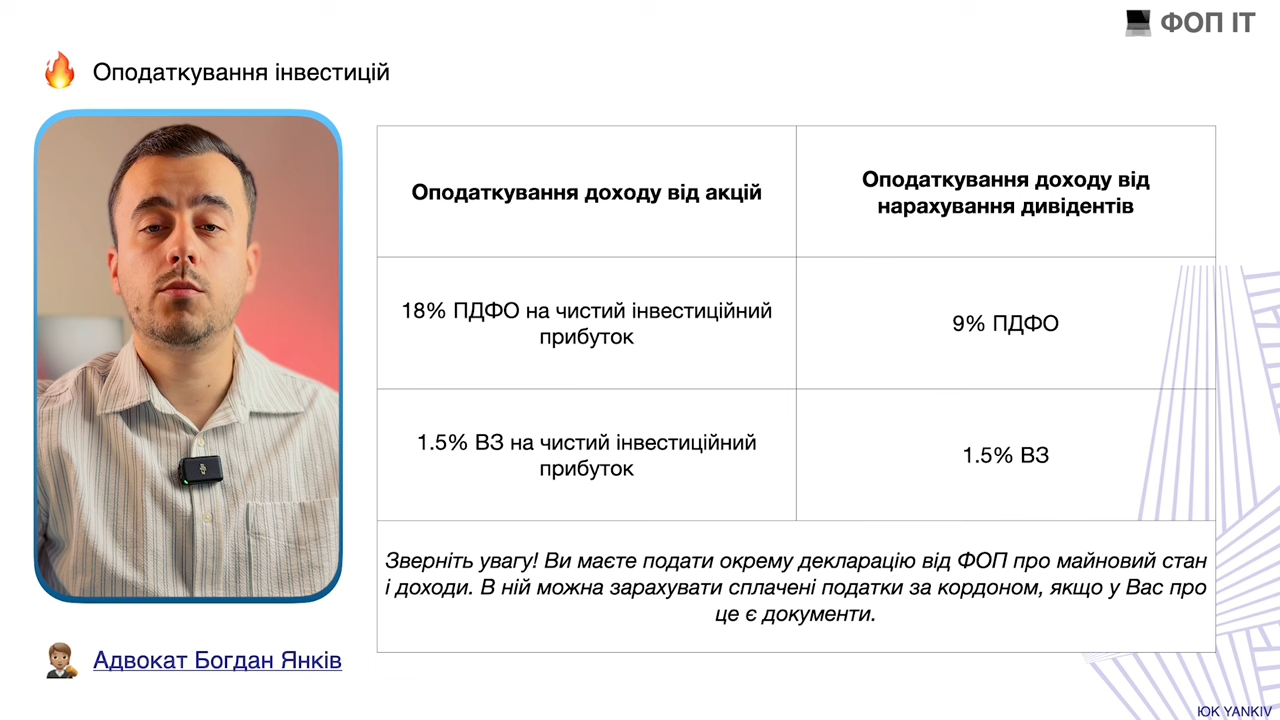 ФОП ІТ
Оподаткування інвестицій
Оподаткування доходу від акцій
Оподаткування доходу від
нарахування дивідентів
18% ПДФО на чистий інвестиційний
прибуток
9% ПДФО
1.5% ВЗ на чистий інвестиційний
прибуток
1.5% ВЗ
Зверніть увагу! Ви маєте подати окрему декларацію від ФОП про майновий стан
і доходи. В ній можна зарахувати сплачені податки за кордоном, якщо у Вас про
це є документи.
Адвокат Богдан Янків
ЮК YANKIV